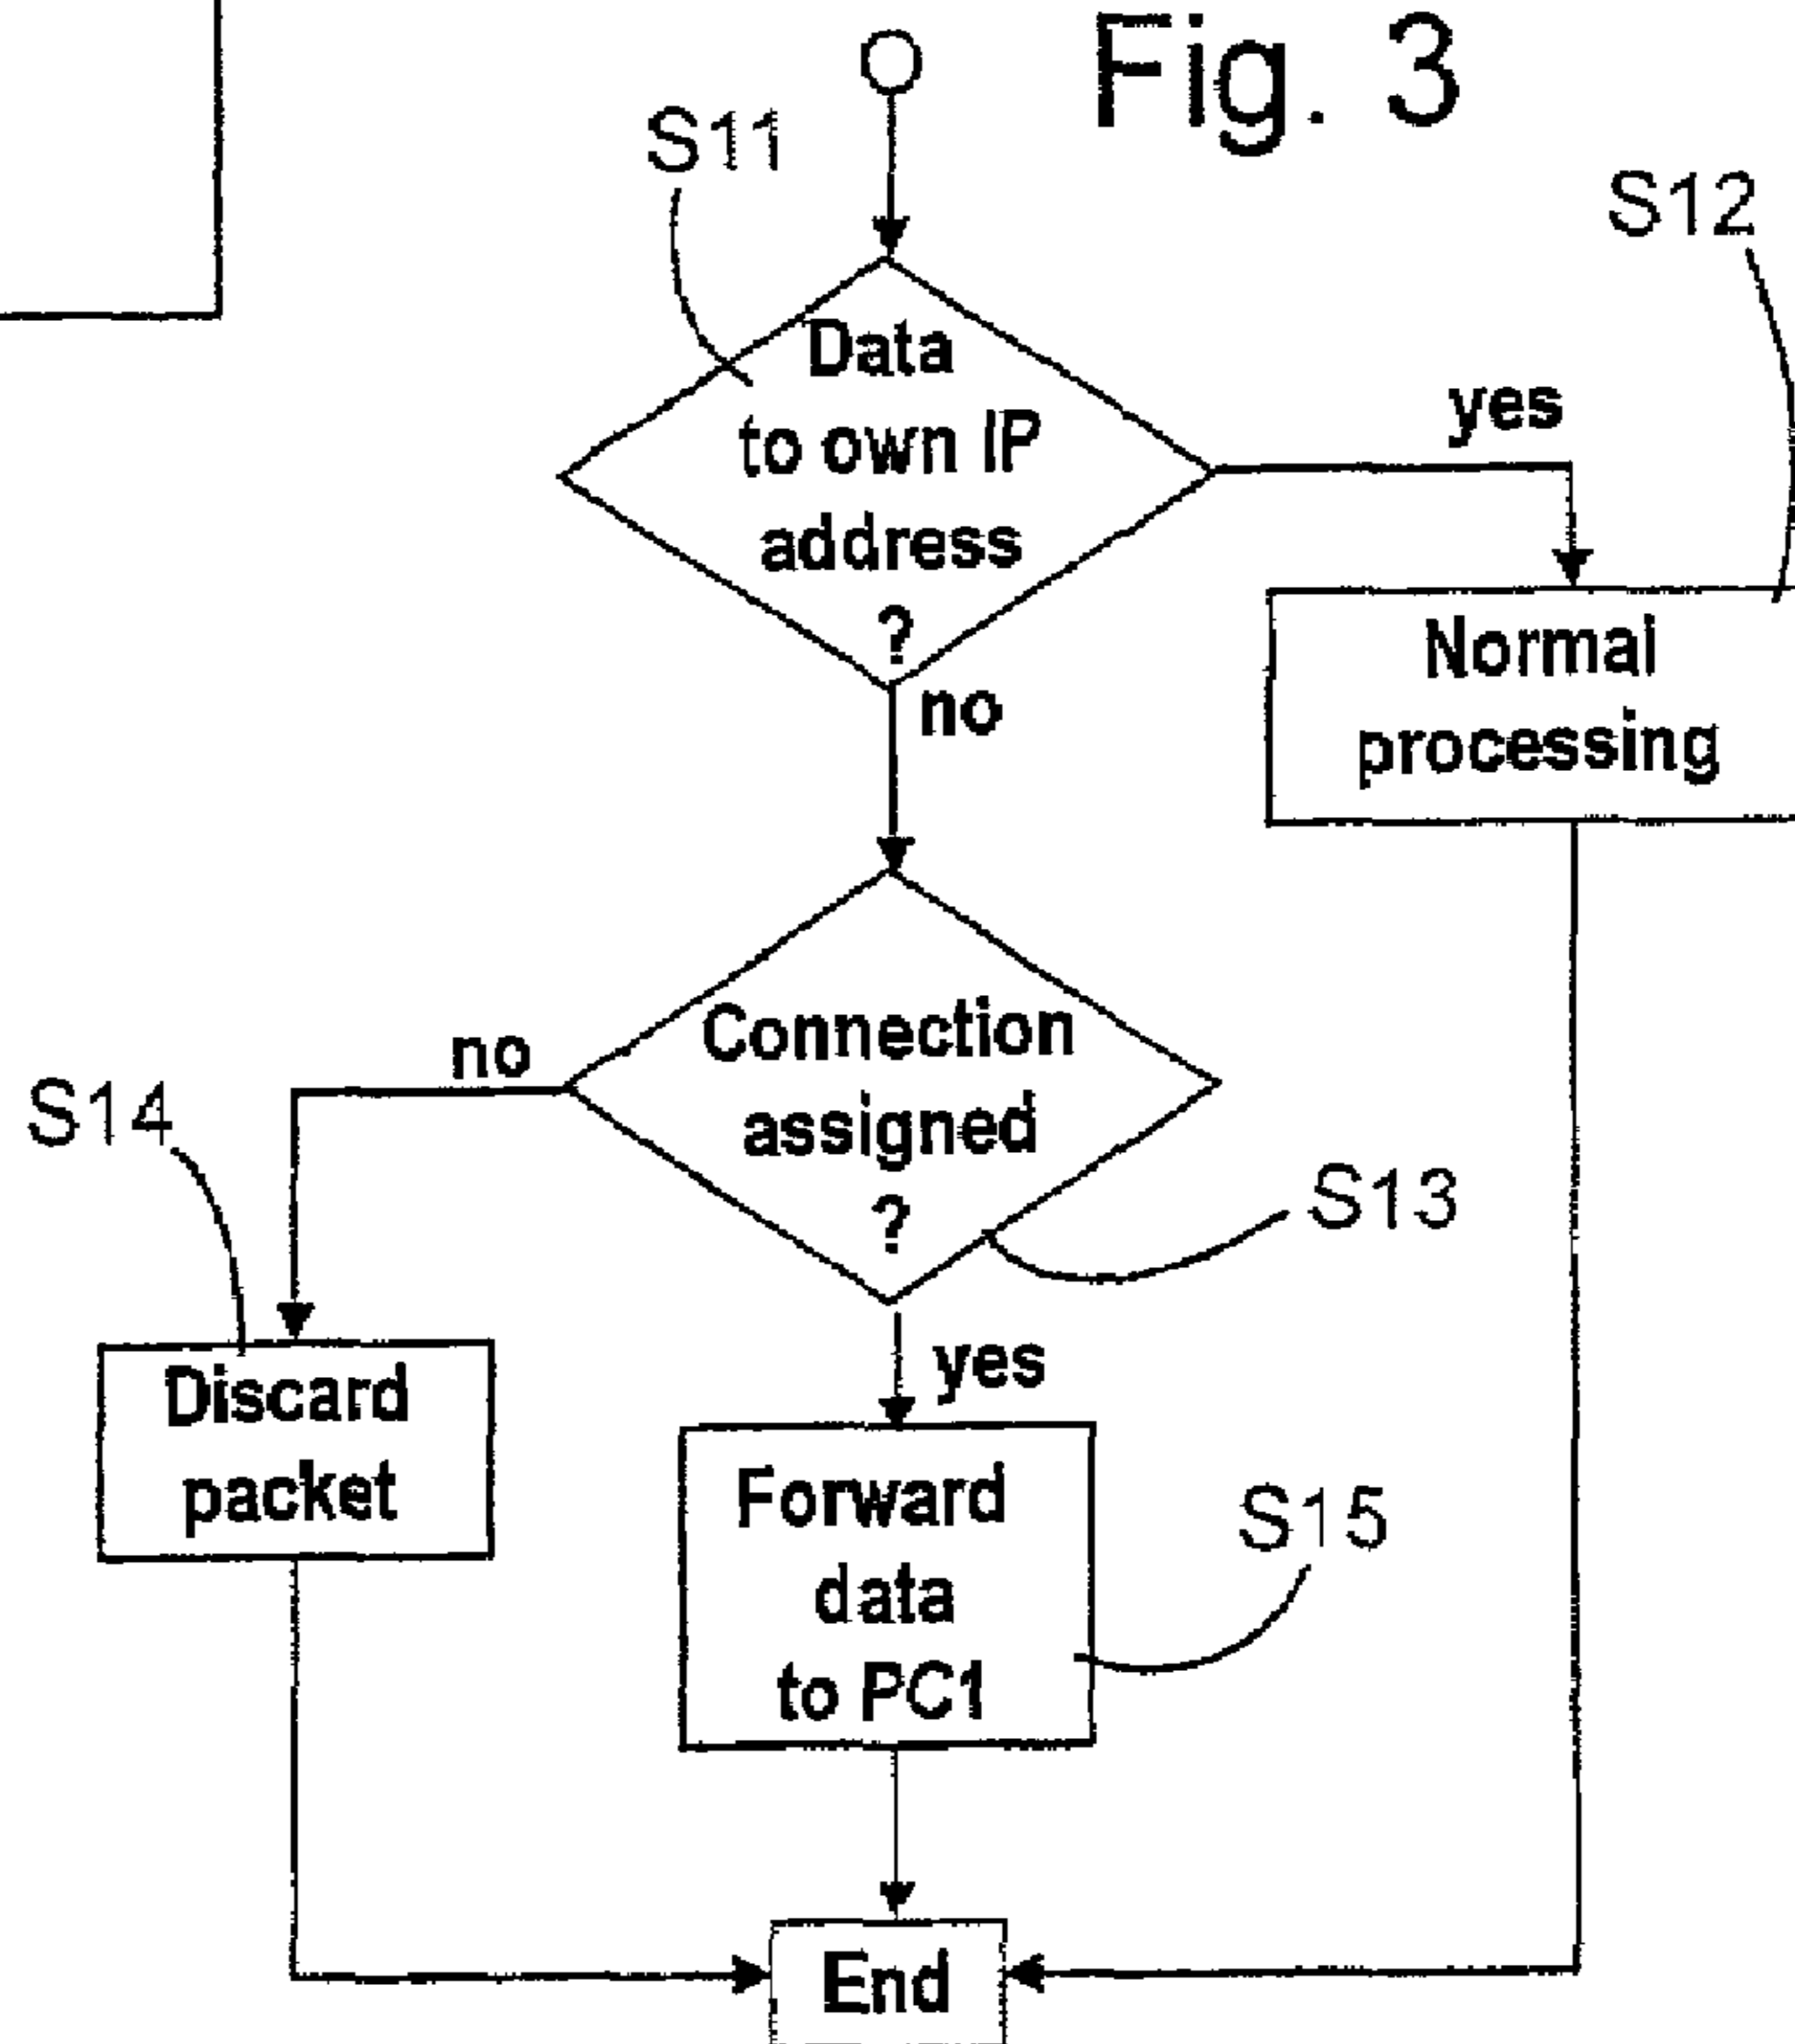 Fig. 3
S11
S12
Data
to own IP
address
?
yes
Normal
processing
no
Connection
assigned
?
no
S14
S13
yes
Discard
packet
Forward
data
to PC1
S15
End